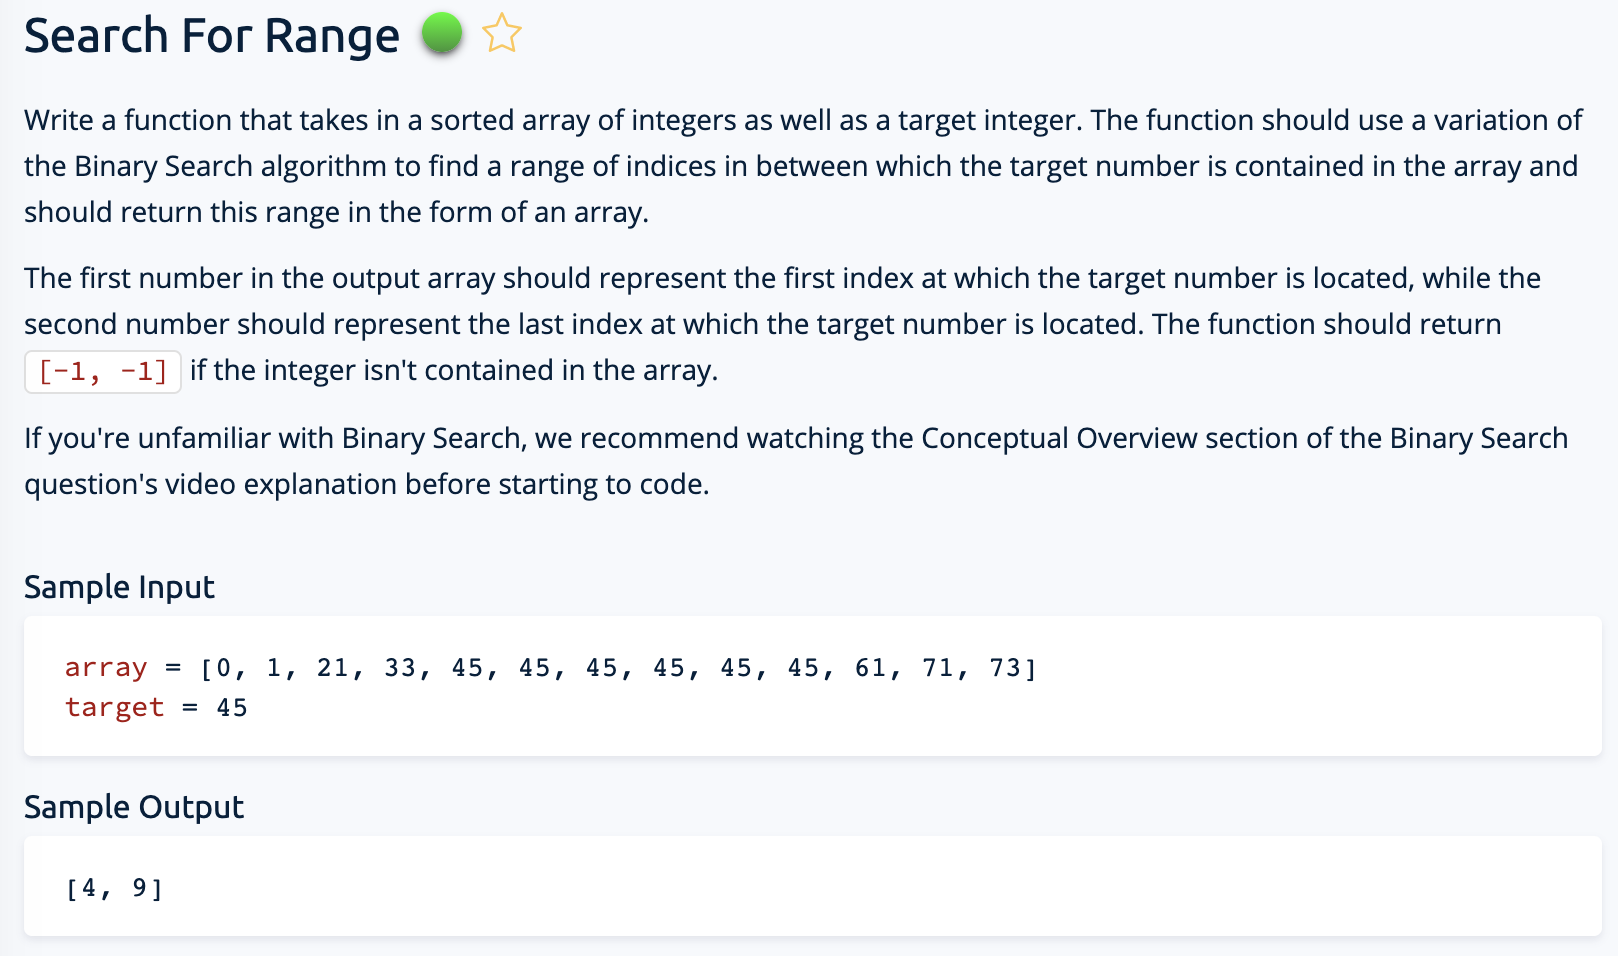 Search For Range
Write a function that takes in a sorted array of integers as well as a target integer. The function should use a variation of
the Binary Search algorithm to find a range of indices in between which the target number is contained in the array and
should return this range in the form of an array.
The first number in the output array should represent the first index at which the target number is located, while the
second number should represent the last index at which the target number is located. The function should return
[-1, -1] if the integer isn't contained in the array.
If you're unfamiliar with Binary Search, we recommend watching the Conceptual Overview section of the Binary Search
question's video explanation before starting to code.
Sample Input
array = [0, 1, 21, 33, 45, 45, 45, 45, 45, 45, 61, 71, 73]
target = 45
Sample Output
[4, 9]